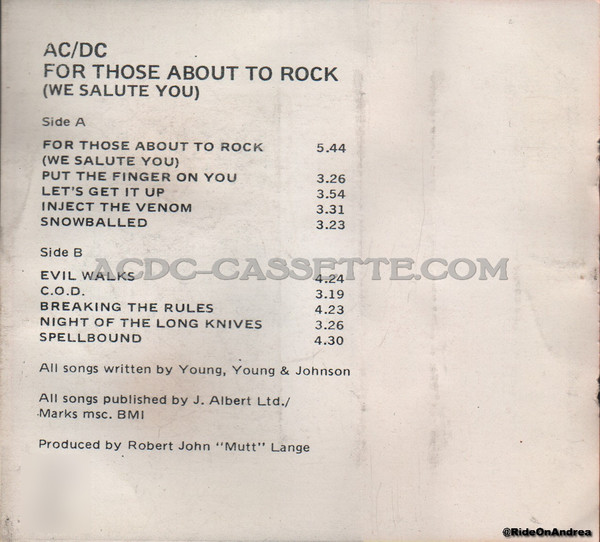 AC/DC
FOR THOSE ABOUT TO ROCK
(WE SALUTE YOU)
Side A
FOR THOSE ABOUT TO ROCK 5.44
(WE SALUTE YOU)
PUT THE FINGER ON YOU 3.26
LET'S GET IT UP 3.54
INJECT THE VENOM 3.31
SNOWBALLED 3.23
Side B
ACDC-CASSETTE.COM
EVIL WALKS 4.24
C.O.D. 3.19
BREAKING THE RULES 4.23
NIGHT OF THE LONG KNIVES 3.26
SPELLBOUND 4.30
All songs written by Young, Young & Johnson
All songs published by J. Albert Ltd./
Marks msc. BMI
Produced by Robert John "Mutt" Lange
@RideOnAndrea